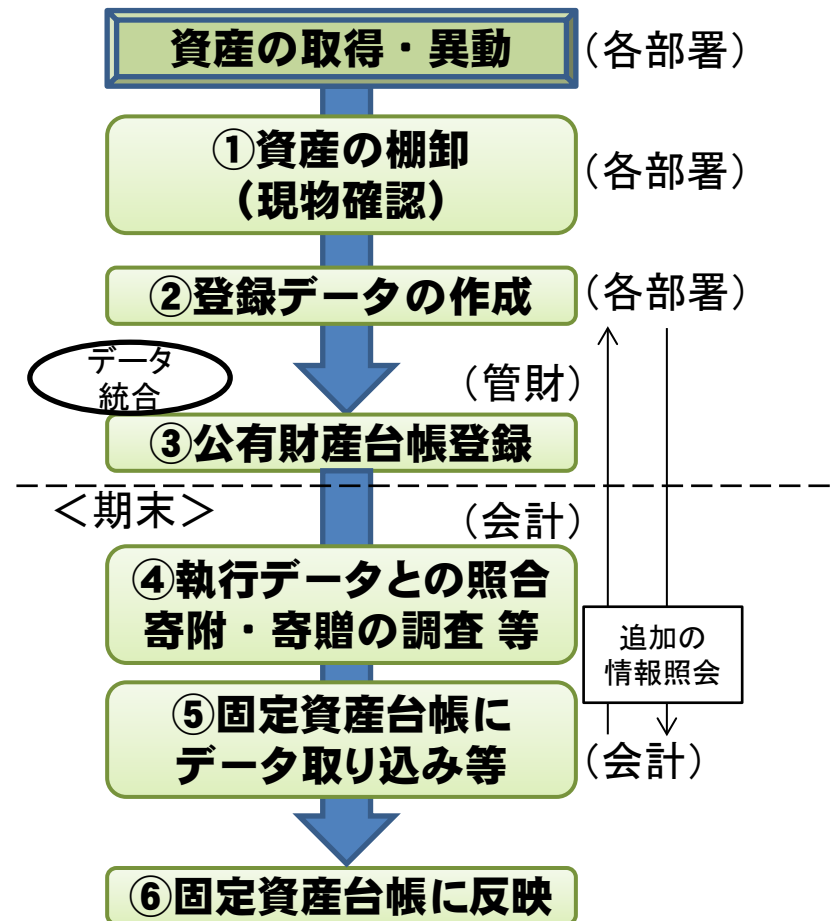 資産の取得・異動
(各部署)
①資産の棚卸
(現物確認)
(各部署)
②登録データの作成
(各部署)
データ
統合
(管財)
③公有財産台帳登録
<期末>
(会計)
④執行データとの照合
寄附・寄贈の調査 等
追加の
情報照会
⑤固定資産台帳に
データ取り込み等
(会計)
⑥固定資産台帳に反映